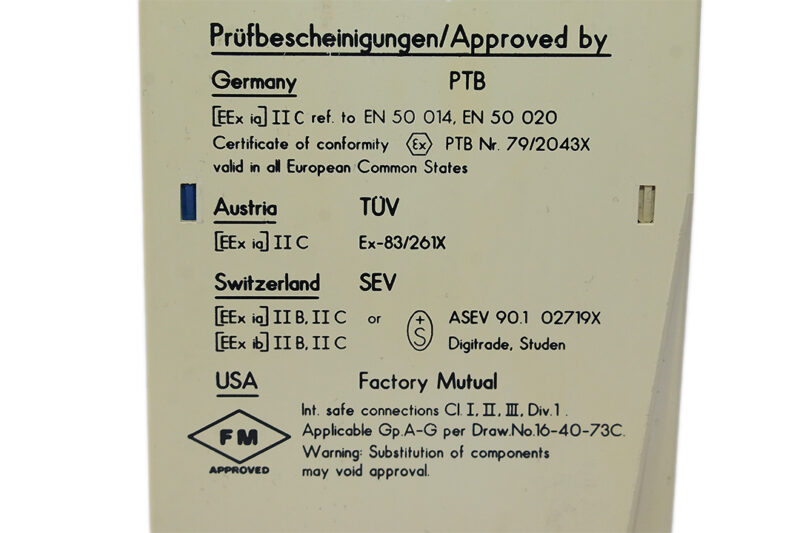 Prüfbescheinigungen/Approved by
Germany PTB
[EEx ia] II C ref. to EN 50 014, EN 50 020
Certificate of conformity Ex PTB Nr. 79/2043X
valid in all European Common States
Austria TÜV
[EEx ia] II C Ex-83/261X
Switzerland SEV
[EEx ia] II B, II C or +S ASEV 90.1 02719X
[EEx ib] II B, II C Digitrade, Studen
USA Factory Mutual
Int. safe connections Cl. I, II, III, Div.1.
Applicable Gp.A-G per Draw.No.16-40-73C.
FM
Warning: Substitution of components
APPROVED may void approval.